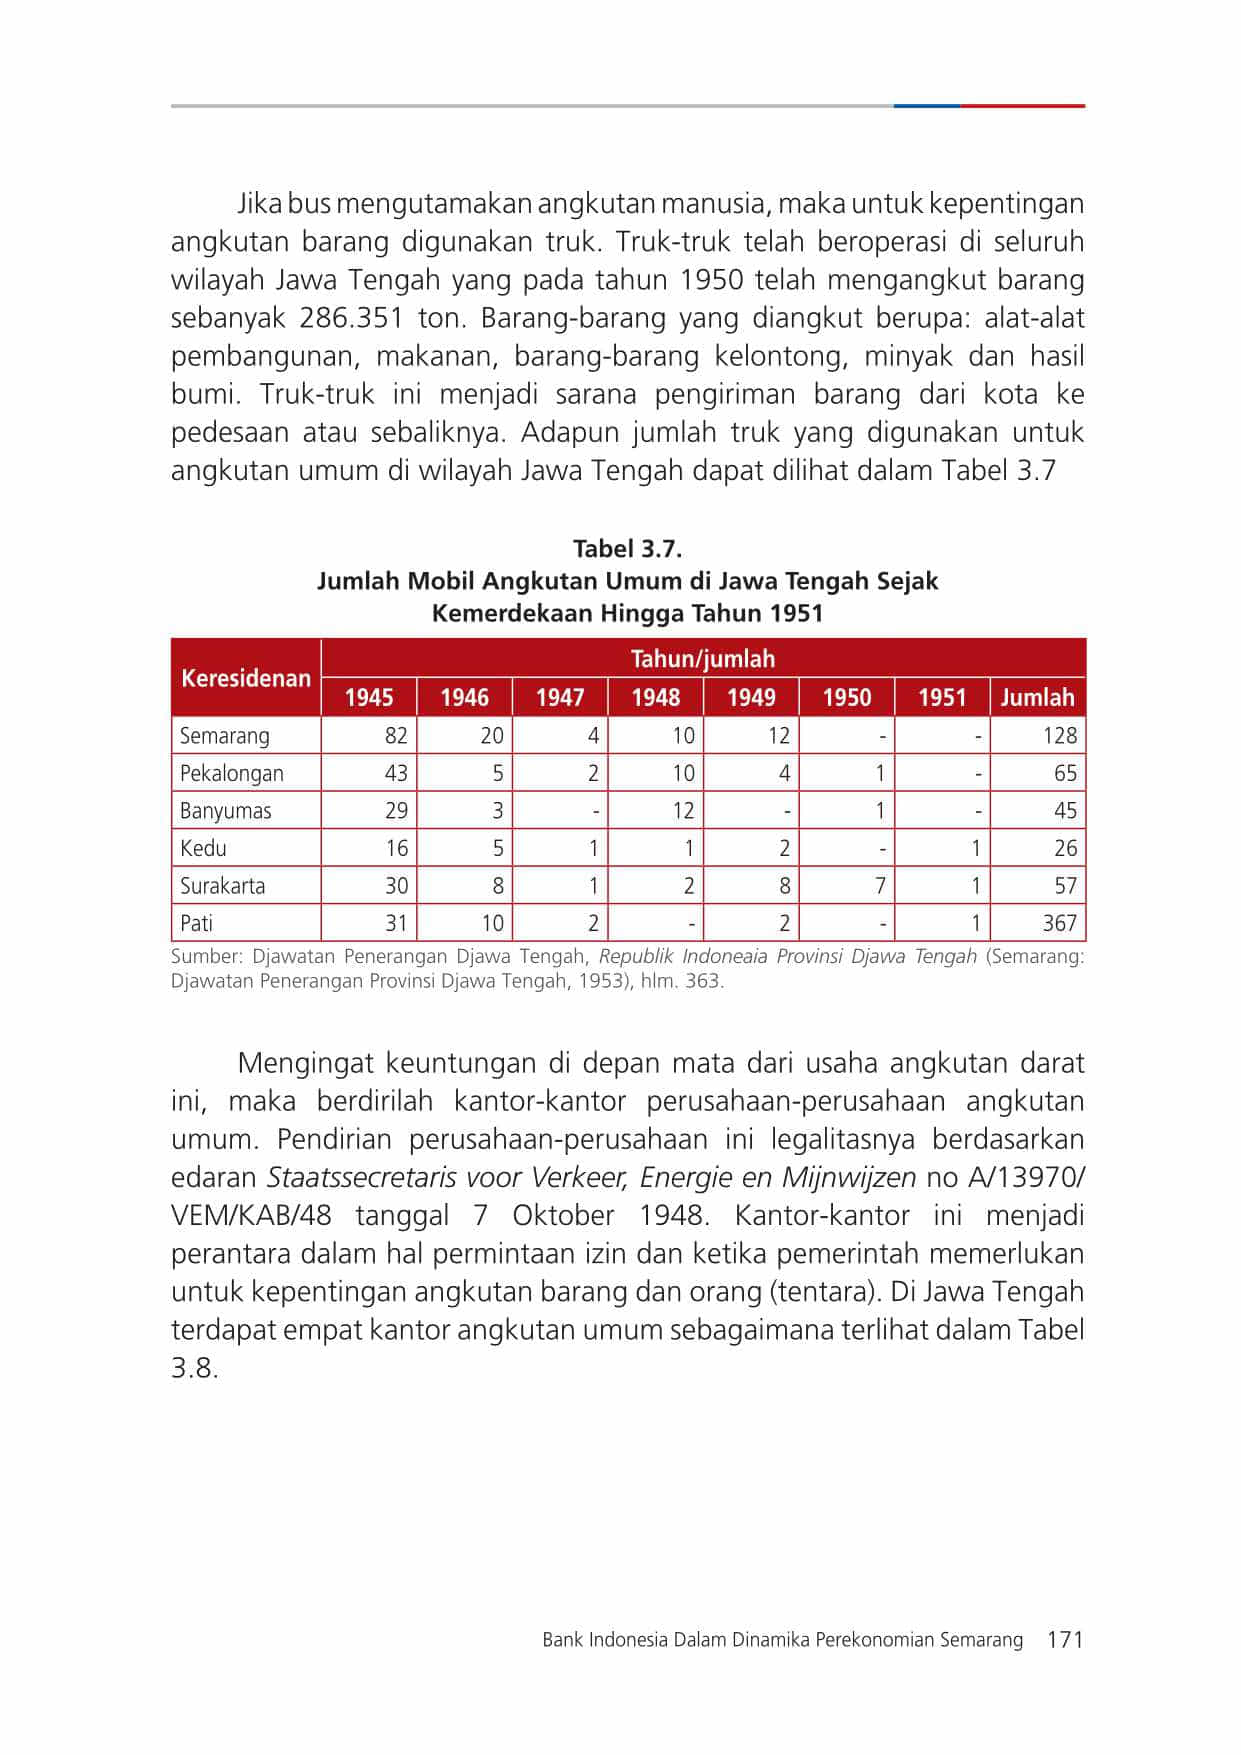 Jika bus mengutamakan angkutan manusia, maka untuk kepentingan
angkutan barang digunakan truk. Truk-truk telah beroperasi di seluruh
wilayah Jawa Tengah yang pada tahun 1950 telah mengangkut barang
sebanyak 286.351 ton. Barang-barang yang diangkut berupa: alat-alat
pembangunan, makanan, barang-barang kelontong, minyak dan hasil
bumi. Truk-truk ini menjadi sarana pengiriman barang dari kota ke
pedesaan atau sebaliknya. Adapun jumlah truk yang digunakan untuk
angkutan umum di wilayah Jawa Tengah dapat dilihat dalam Tabel 3.7
Tabel 3.7.
Jumlah Mobil Angkutan Umum di Jawa Tengah Sejak
Kemerdekaan Hingga Tahun 1951
Keresidenan Tahun/jumlah
1945 1946 1947 1948 1949 1950 1951 Jumlah
Semarang 82 20 4 10 12 - - 128
Pekalongan 43 5 2 10 4 1 - 65
Banyumas 29 3 - 12 - 1 - 45
Kedu 16 5 1 1 2 - 1 26
Surakarta 30 8 1 2 8 7 1 57
Pati 31 10 2 - 2 - 1 367
Sumber: Djawatan Penerangan Djawa Tengah, Republik Indoneaia Provinsi Djawa Tengah (Semarang:
Djawatan Penerangan Provinsi Djawa Tengah, 1953), hlm. 363.
Mengingat keuntungan di depan mata dari usaha angkutan darat
ini, maka berdirilah kantor-kantor perusahaan-perusahaan angkutan
umum. Pendirian perusahaan-perusahaan ini legalitasnya berdasarkan
edaran Staatssecretaris voor Verkeer, Energie en Mijnwijzen no A/13970/
VEM/KAB/48 tanggal 7 Oktober 1948. Kantor-kantor ini menjadi
perantara dalam hal permintaan izin dan ketika pemerintah memerlukan
untuk kepentingan angkutan barang dan orang (tentara). Di Jawa Tengah
terdapat empat kantor angkutan umum sebagaimana terlihat dalam Tabel
3.8.
Bank Indonesia Dalam Dinamika Perekonomian Semarang 171